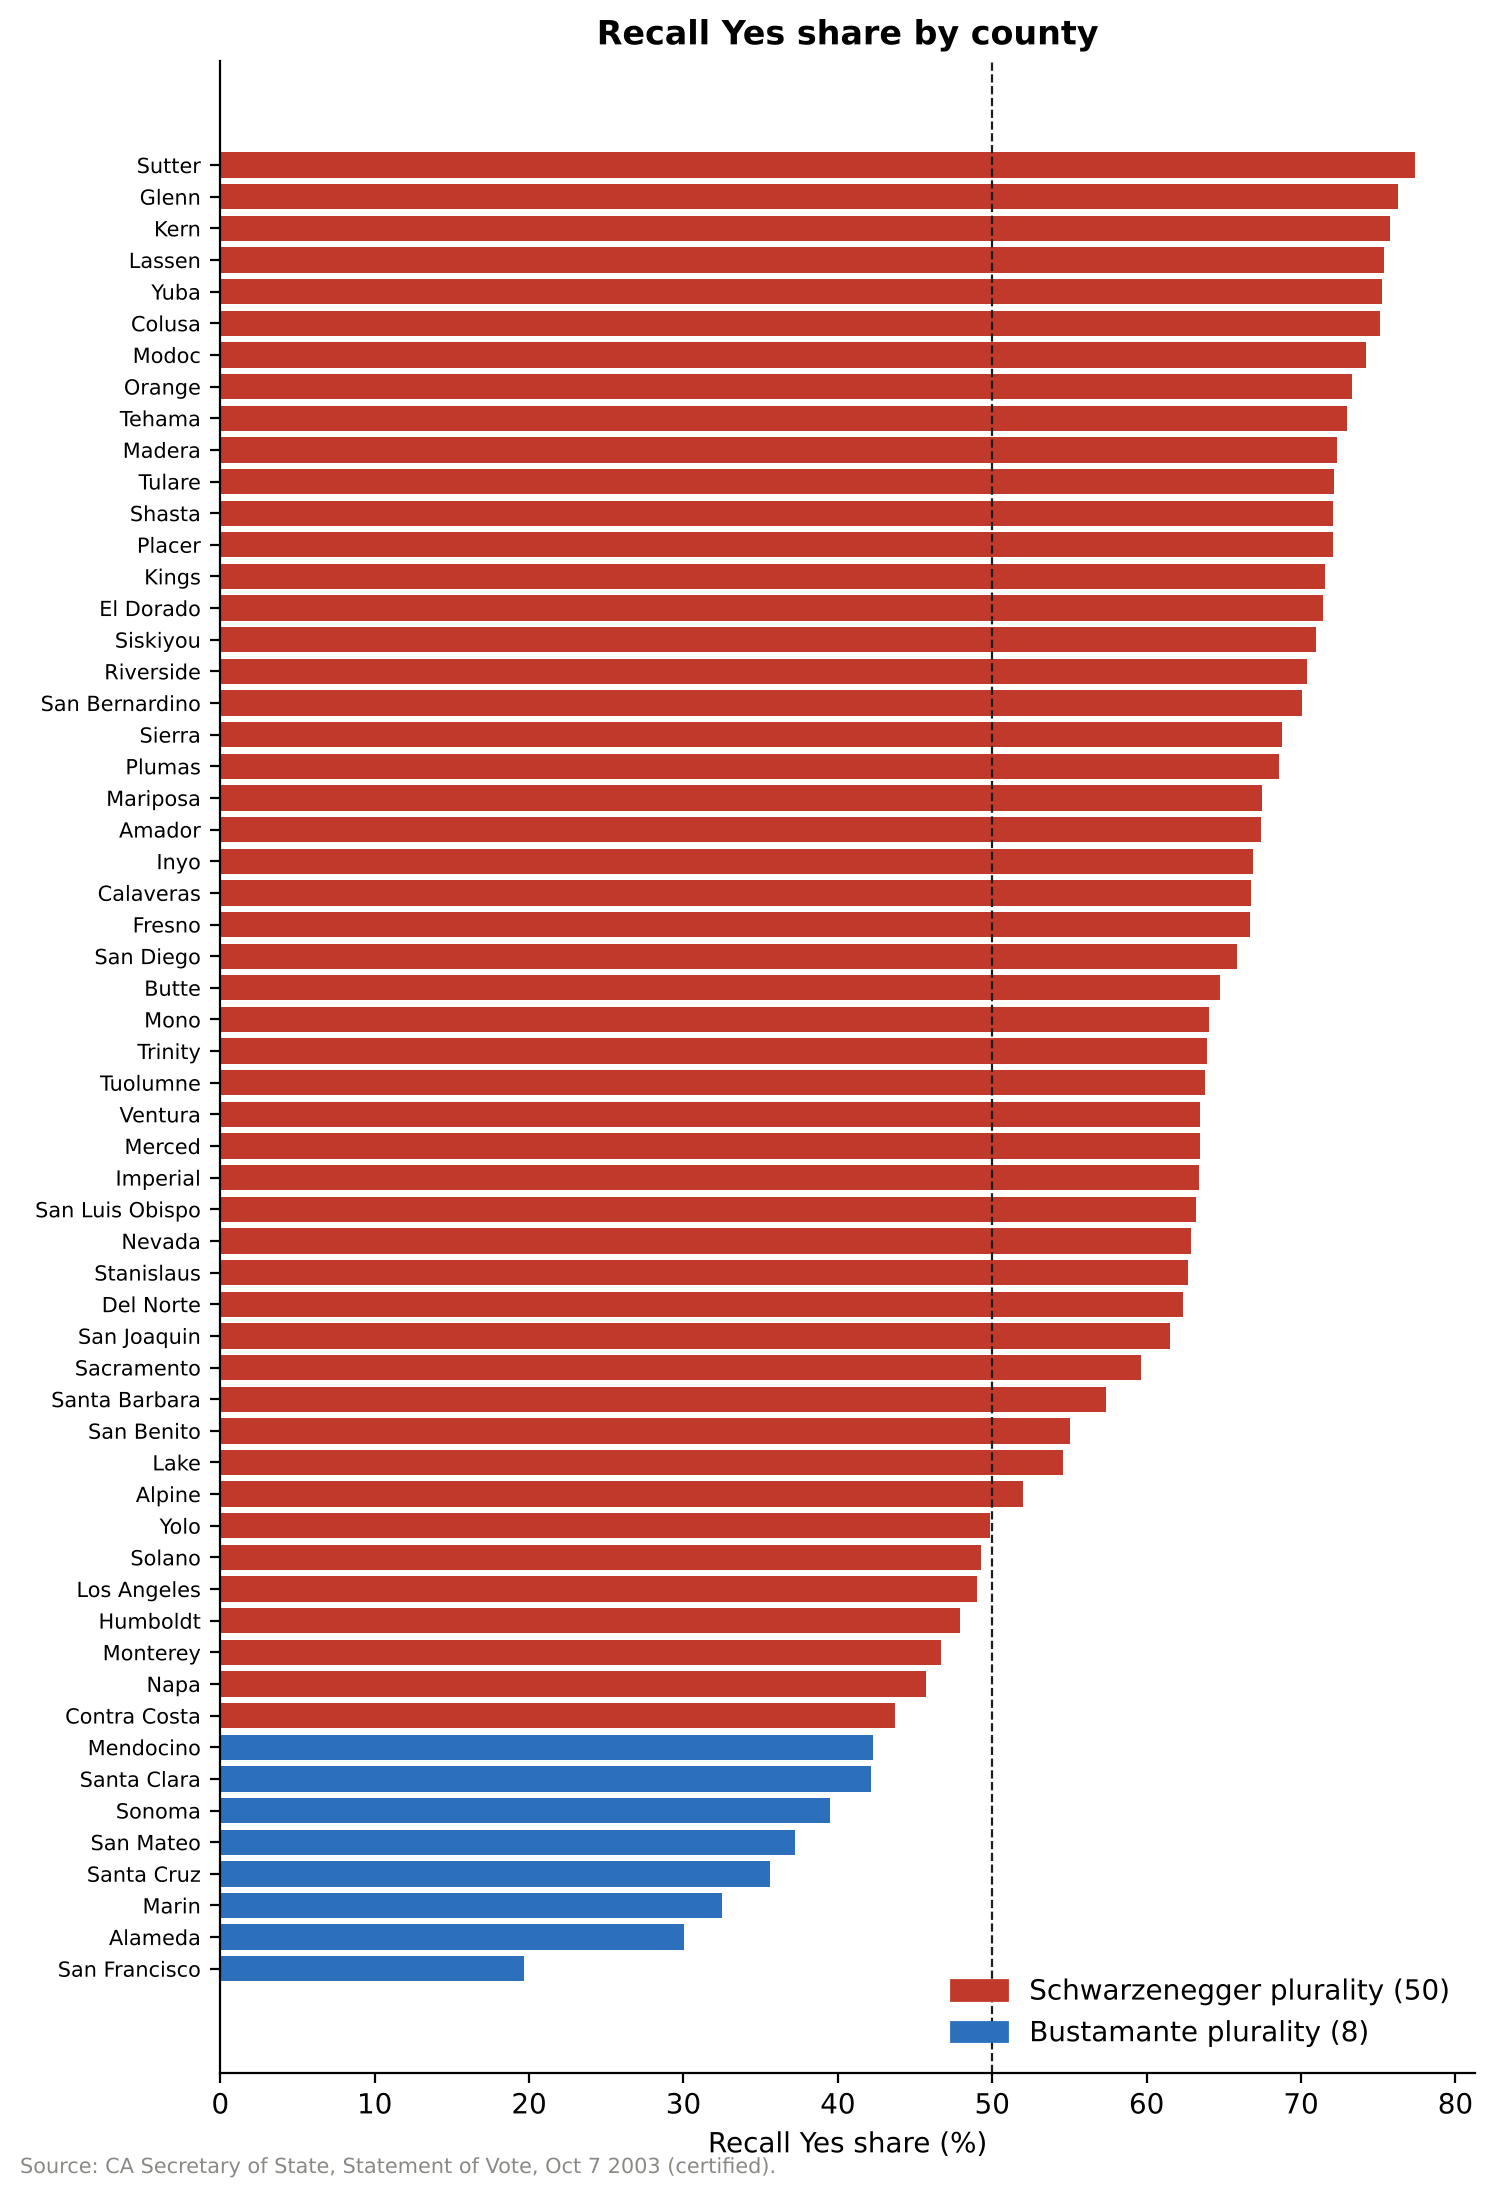 Recall Yes share by county
Sutter
Glenn
Kern
Lassen
Yuba
Colusa
Modoc
Orange
Tehama
Madera
Tulare
Shasta
Placer
Kings
El Dorado
Siskiyou
Riverside
San Bernardino
Sierra
Plumas
Mariposa
Amador
Inyo
Calaveras
Fresno
San Diego
Butte
Mono
Trinity
Tuolumne
Ventura
Merced
Imperial
San Luis Obispo
Nevada
Stanislaus
Del Norte
San Joaquin
Sacramento
Santa Barbara
San Benito
Lake
Alpine
Yolo
Solano
Los Angeles
Humboldt
Monterey
Napa
Contra Costa
Mendocino
Santa Clara
Sonoma
San Mateo
Santa Cruz
Marin
Alameda
San Francisco
Schwarzenegger plurality (50)
Bustamante plurality (8)
0 10 20 30 40 50 60 70 80
Recall Yes share (%)
Source: CA Secretary of State, Statement of Vote, Oct 7 2003 (certified).